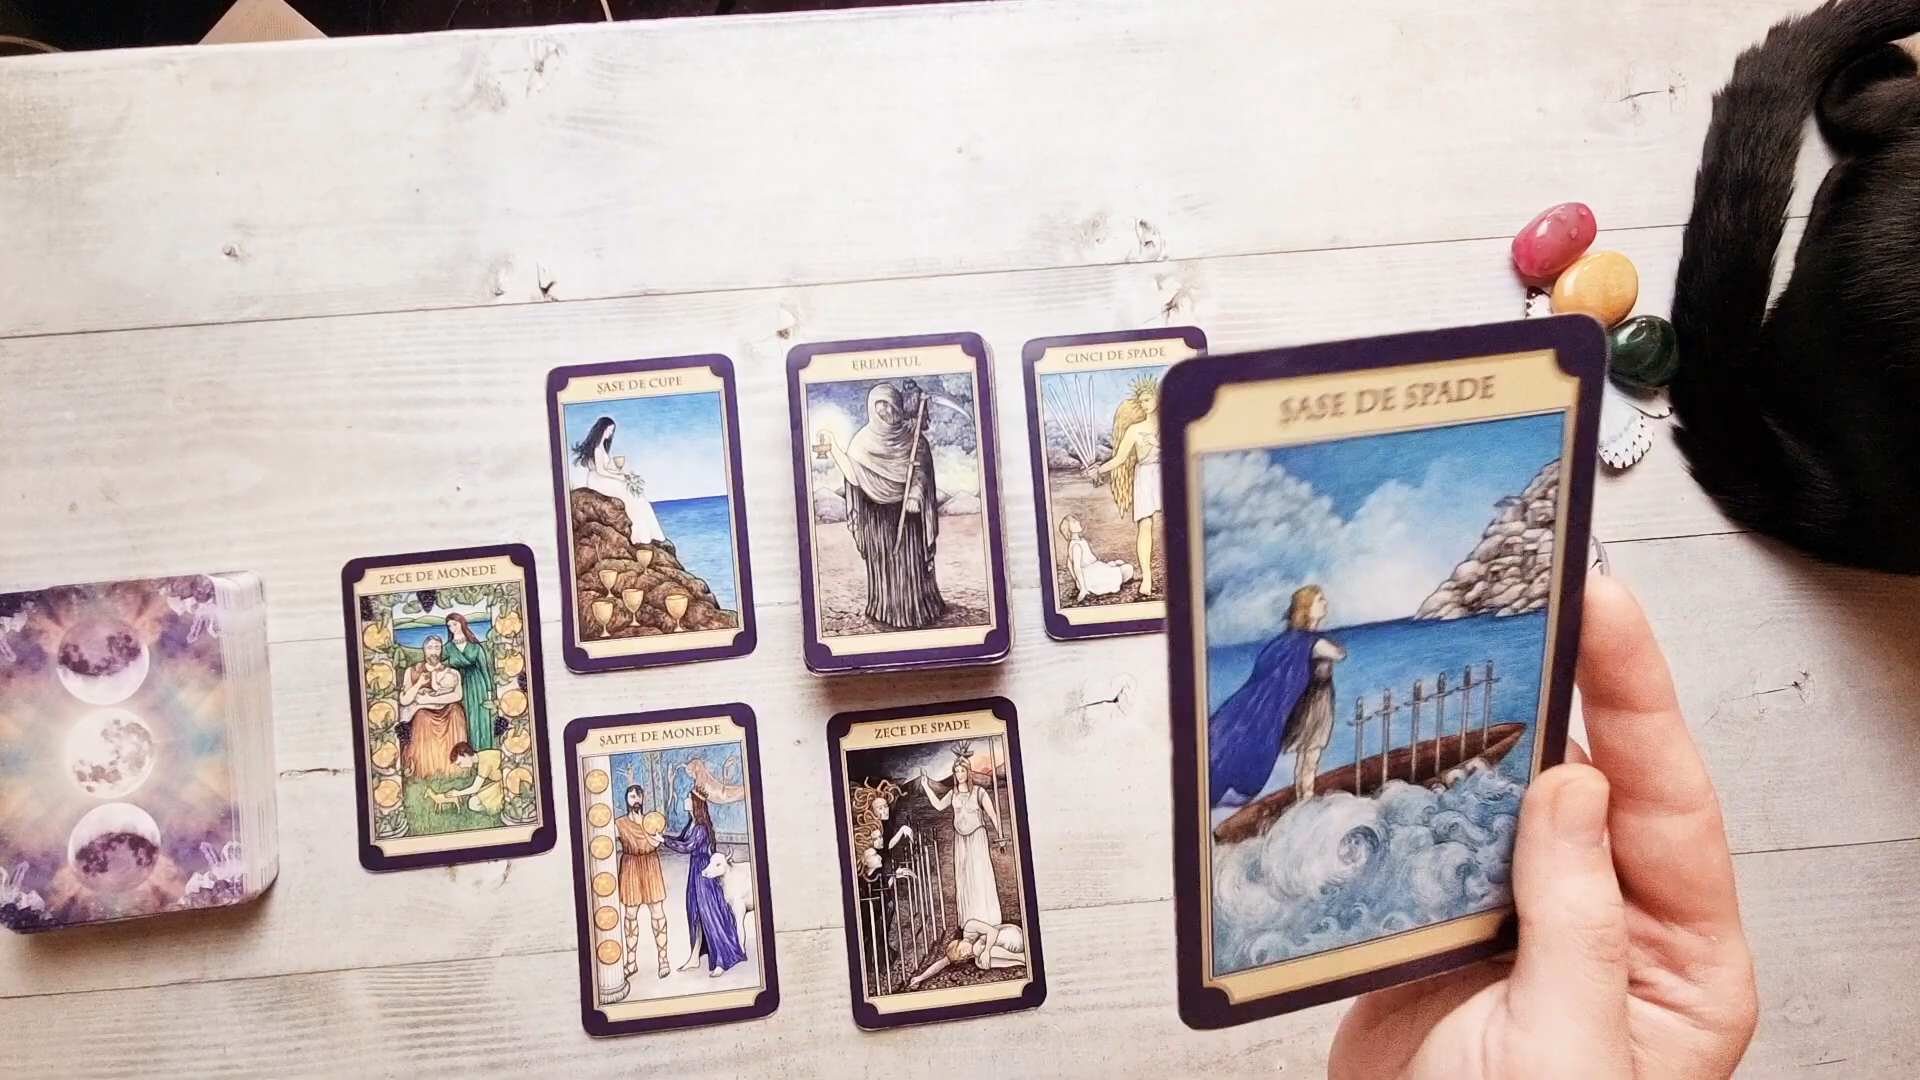 ȘASE DE CUPE
EREMITUL
CINCI DE SPADE
ȘASE DE SPADE
ZECE DE MONEDE
ȘAPTE DE MONEDE
ZECE DE SPADE